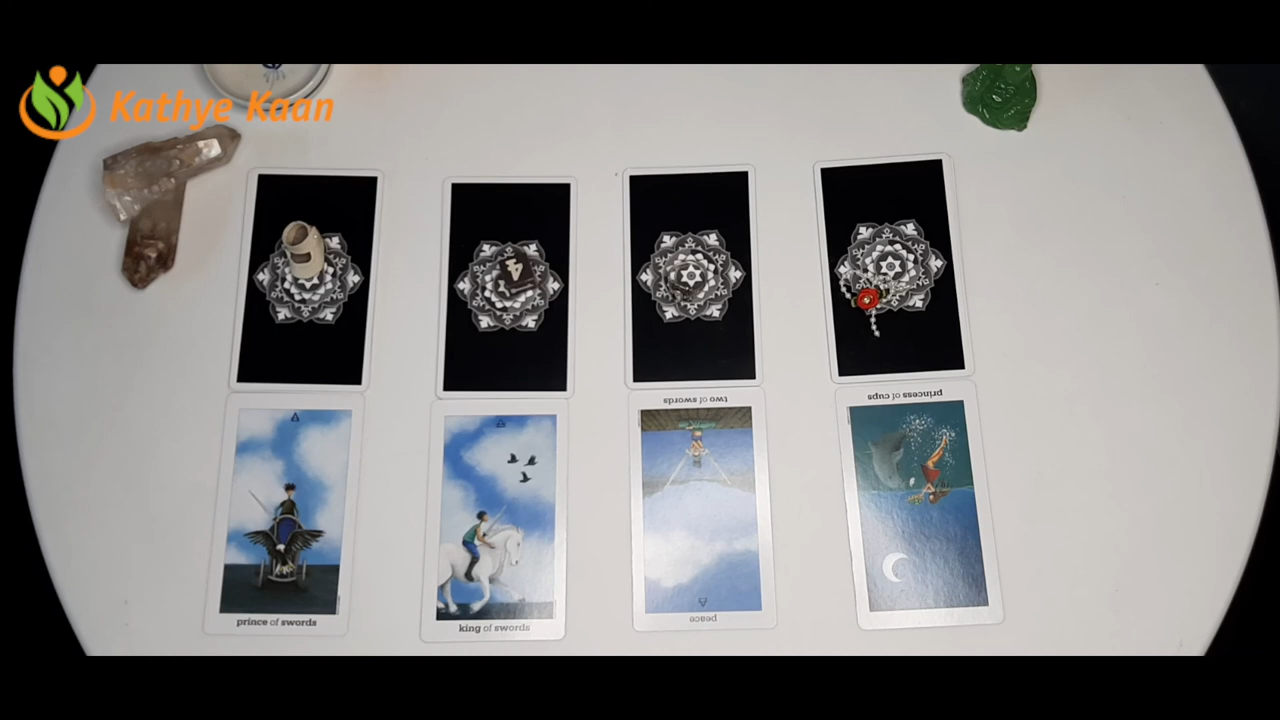 Kathye Kaan
prince of swords
king of swords
two of swords
peace
princess of cups